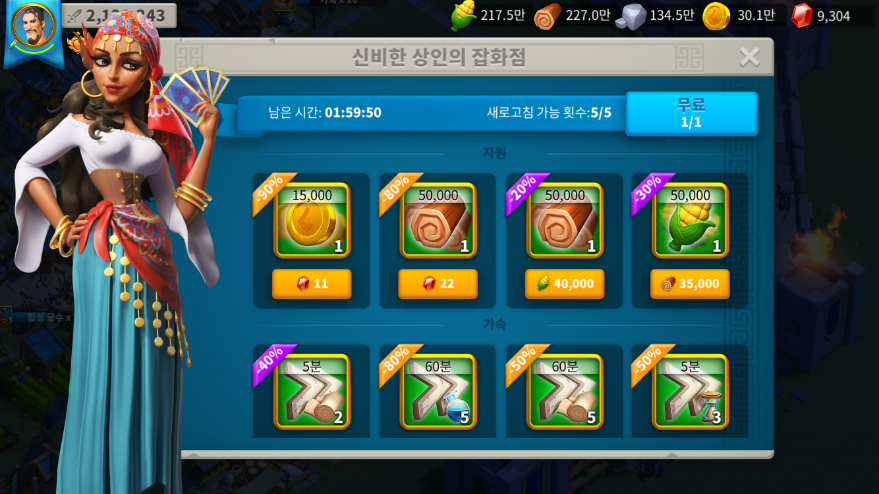 217.5만 227.0만 134.5만 30.1만 9,304
신비한 상인의 잡화점
남은 시간: 01:59:50 새로고침 가능 횟수:5/5 무료
1/1
자원
-90% -80% -20% -30%
15,000 50,000 50,000 50,000
1 1 1 1
11 22 40,000 35,000
가속
-40% -80% -50% -50%
5분 60분 60분 5분
2 5 5 3